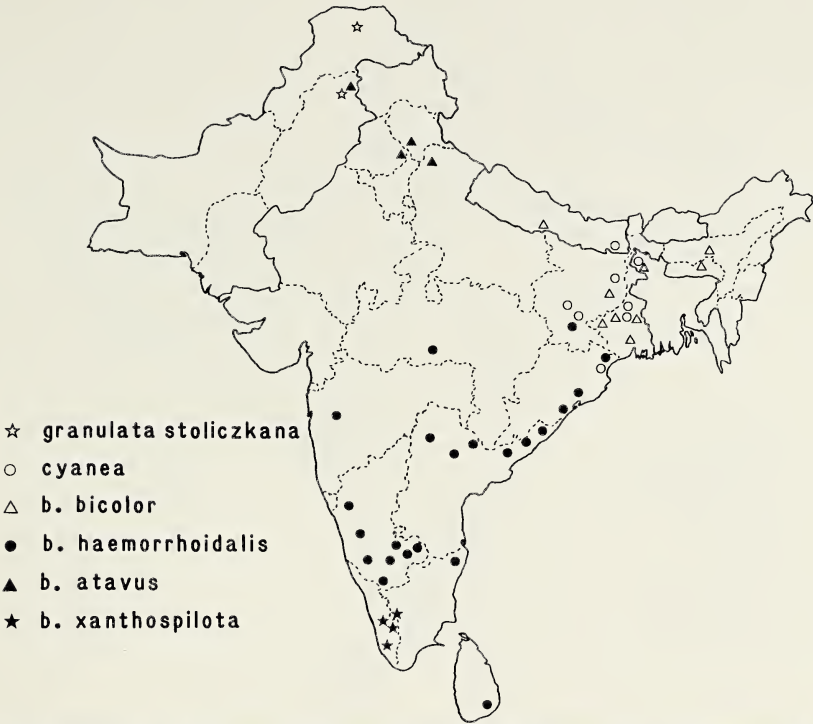 granulata stoliczkana
cyanea
b. bicolor
b. haemorrhoidalis
b. atavus
b. xanthospilota